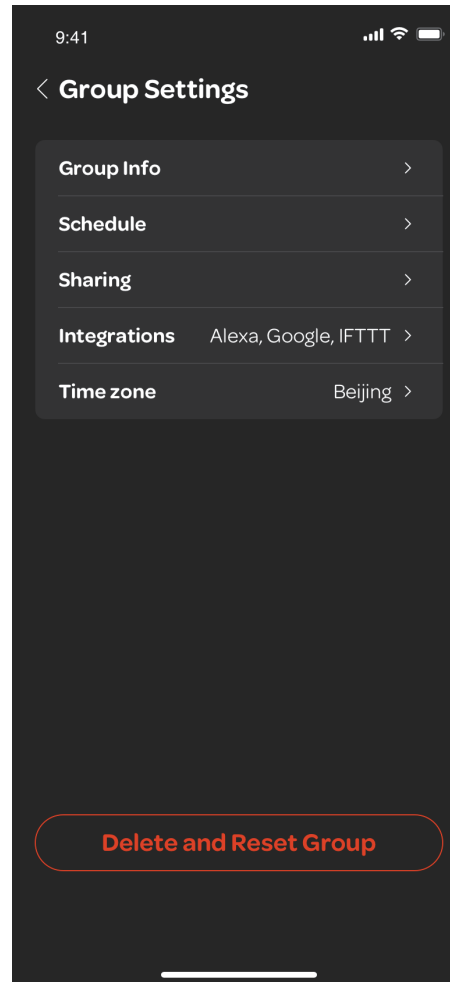 9:41
Group Settings
Group Info
Schedule
Sharing
Integrations Alexa, Google, IFTTT
Time zone Beijing
Delete and Reset Group